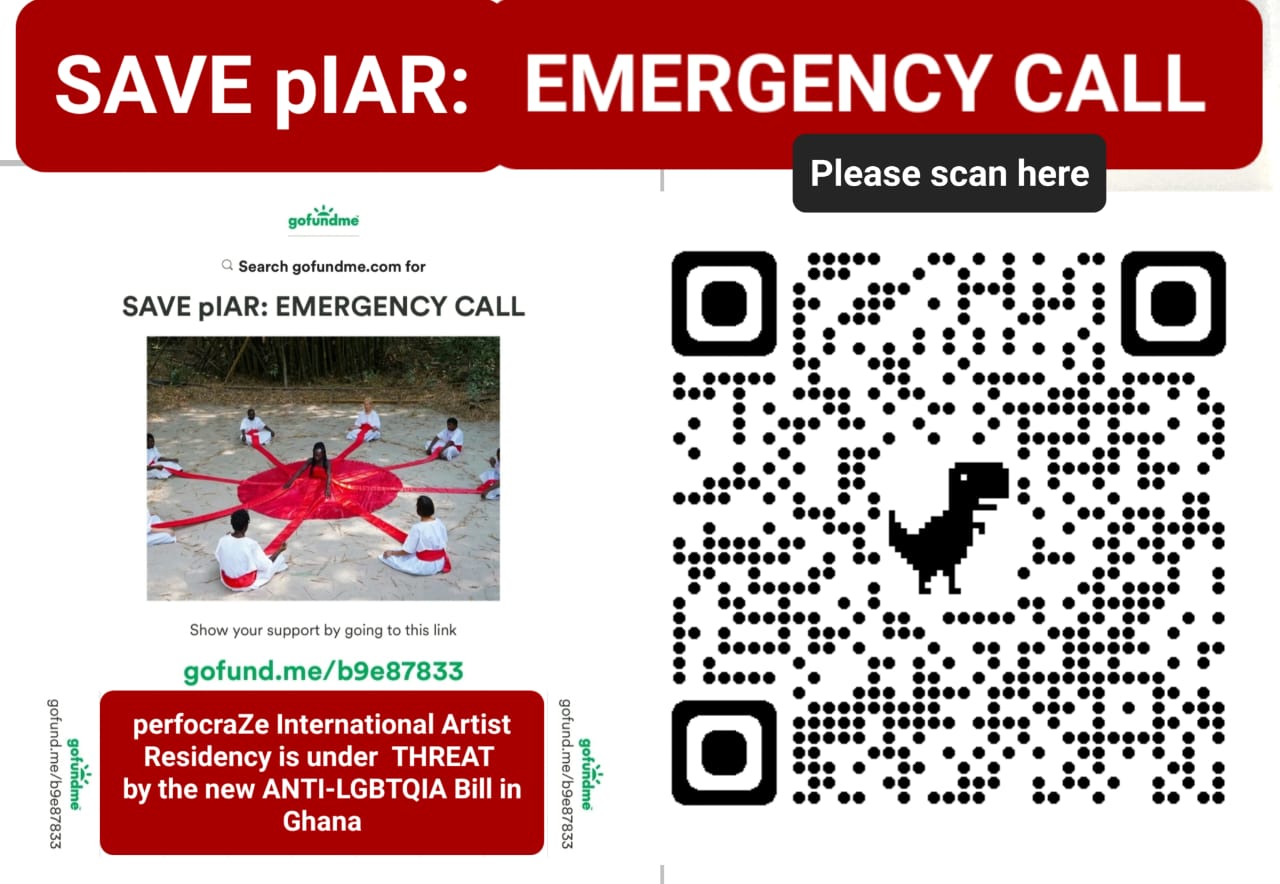 SAVE pIAR: EMERGENCY CALL
Please scan here
gofundme
Search gofundme.com for
SAVE pIAR: EMERGENCY CALL
Show your support by going to this link
gofund.me/b9e87833
perfocraZe International Artist
Residency is under THREAT
by the new ANTI-LGBTQIA Bill in
Ghana
gofund.me/b9e87833
gofundme
gofund.me/b9e87833
gofundme